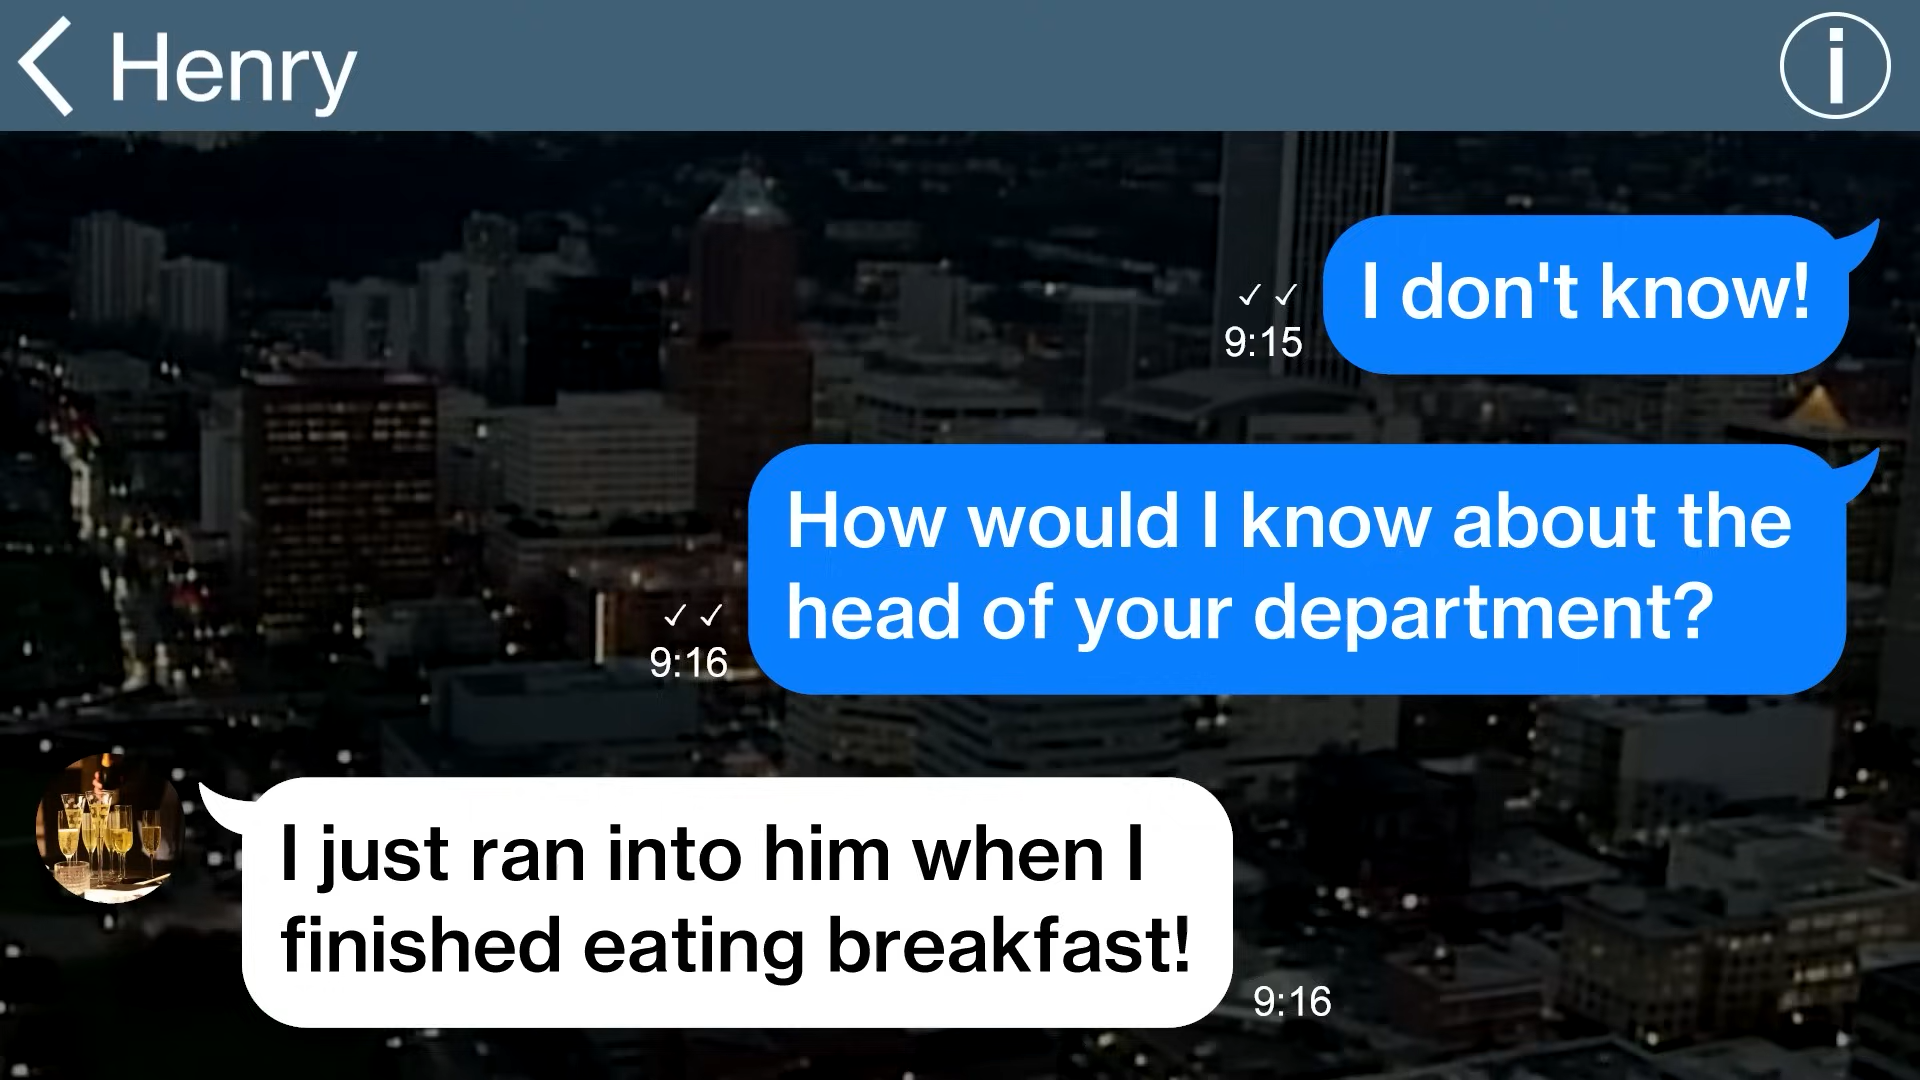 Henry
I don't know!
✓ ✓
9:15
How would I know about the
head of your department?
✓ ✓
9:16
I just ran into him when I
finished eating breakfast!
9:16